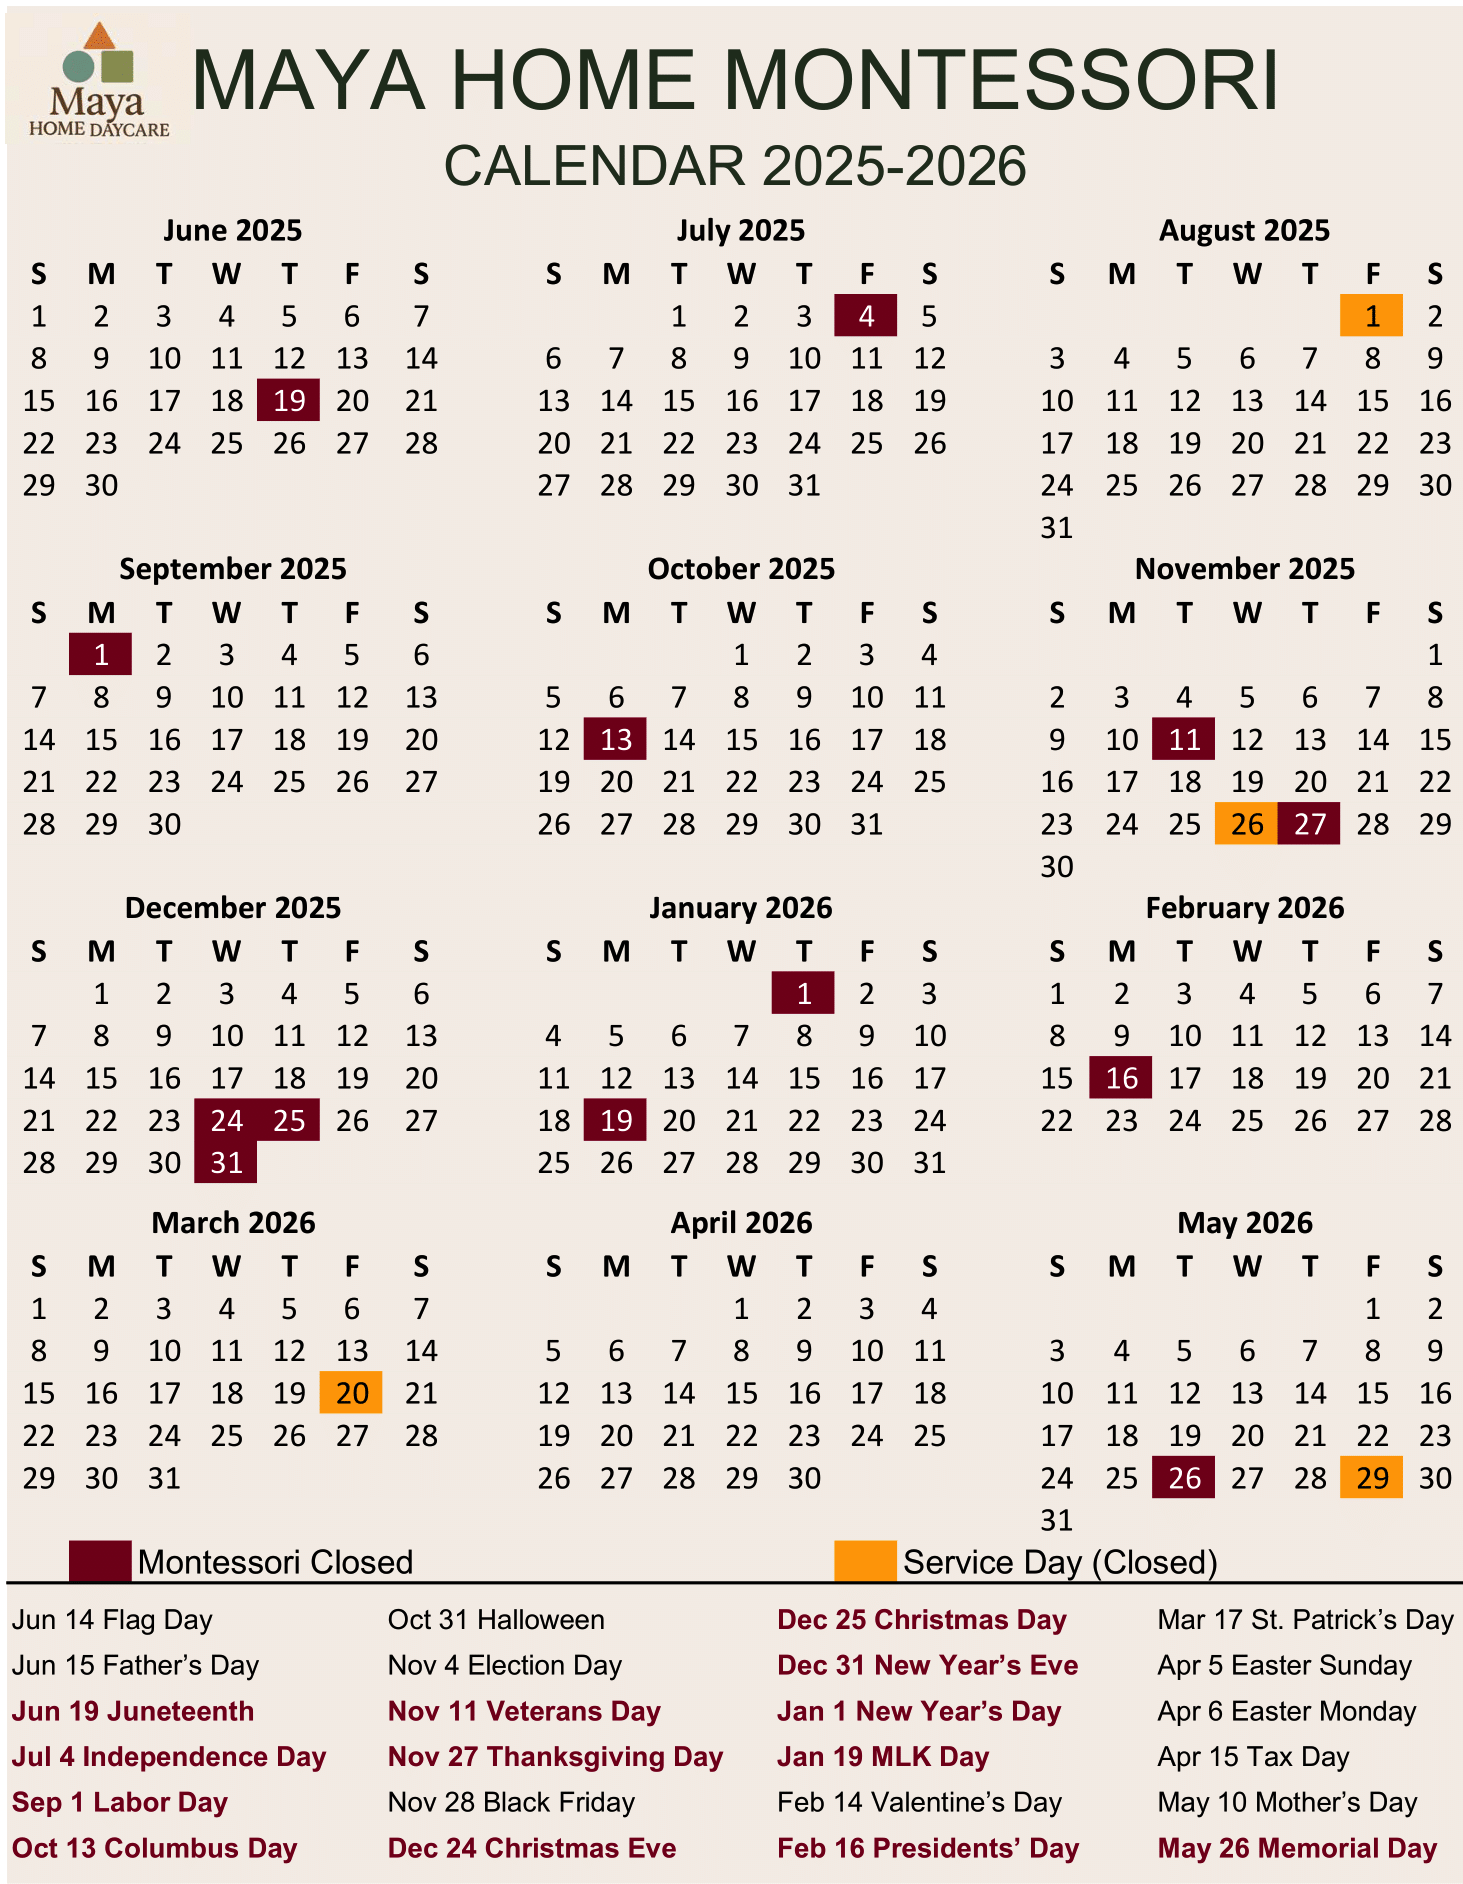 Maya
HOME DAYCARE
MAYA HOME MONTESSORI
CALENDAR 2025-2026
June 2025
S M T W T F S
1 2 3 4 5 6 7
8 9 10 11 12 13 14
15 16 17 18 19 20 21
22 23 24 25 26 27 28
29 30
July 2025
S M T W T F S
1 2 3 4 5
6 7 8 9 10 11 12
13 14 15 16 17 18 19
20 21 22 23 24 25 26
27 28 29 30 31
August 2025
S M T W T F S
1 2
3 4 5 6 7 8 9
10 11 12 13 14 15 16
17 18 19 20 21 22 23
24 25 26 27 28 29 30
31
September 2025
S M T W T F S
1 2 3 4 5 6
7 8 9 10 11 12 13
14 15 16 17 18 19 20
21 22 23 24 25 26 27
28 29 30
October 2025
S M T W T F S
1 2 3 4
5 6 7 8 9 10 11
12 13 14 15 16 17 18
19 20 21 22 23 24 25
26 27 28 29 30 31
November 2025
S M T W T F S
1
2 3 4 5 6 7 8
9 10 11 12 13 14 15
16 17 18 19 20 21 22
23 24 25 26 27 28 29
30
December 2025
S M T W T F S
1 2 3 4 5 6
7 8 9 10 11 12 13
14 15 16 17 18 19 20
21 22 23 24 25 26 27
28 29 30 31
January 2026
S M T W T F S
1 2 3
4 5 6 7 8 9 10
11 12 13 14 15 16 17
18 19 20 21 22 23 24
25 26 27 28 29 30 31
February 2026
S M T W T F S
1 2 3 4 5 6 7
8 9 10 11 12 13 14
15 16 17 18 19 20 21
22 23 24 25 26 27 28
March 2026
S M T W T F S
1 2 3 4 5 6 7
8 9 10 11 12 13 14
15 16 17 18 19 20 21
22 23 24 25 26 27 28
29 30 31
April 2026
S M T W T F S
1 2 3 4
5 6 7 8 9 10 11
12 13 14 15 16 17 18
19 20 21 22 23 24 25
26 27 28 29 30
May 2026
S M T W T F S
1 2
3 4 5 6 7 8 9
10 11 12 13 14 15 16
17 18 19 20 21 22 23
24 25 26 27 28 29 30
31
Montessori Closed
Service Day (Closed)
Jun 14 Flag Day
Jun 15 Father’s Day
Jun 19 Juneteenth
Jul 4 Independence Day
Sep 1 Labor Day
Oct 13 Columbus Day
Oct 31 Halloween
Nov 4 Election Day
Nov 11 Veterans Day
Nov 27 Thanksgiving Day
Nov 28 Black Friday
Dec 24 Christmas Eve
Dec 25 Christmas Day
Dec 31 New Year’s Eve
Jan 1 New Year’s Day
Jan 19 MLK Day
Feb 14 Valentine’s Day
Feb 16 Presidents’ Day
Mar 17 St. Patrick’s Day
Apr 5 Easter Sunday
Apr 6 Easter Monday
Apr 15 Tax Day
May 10 Mother’s Day
May 26 Memorial Day